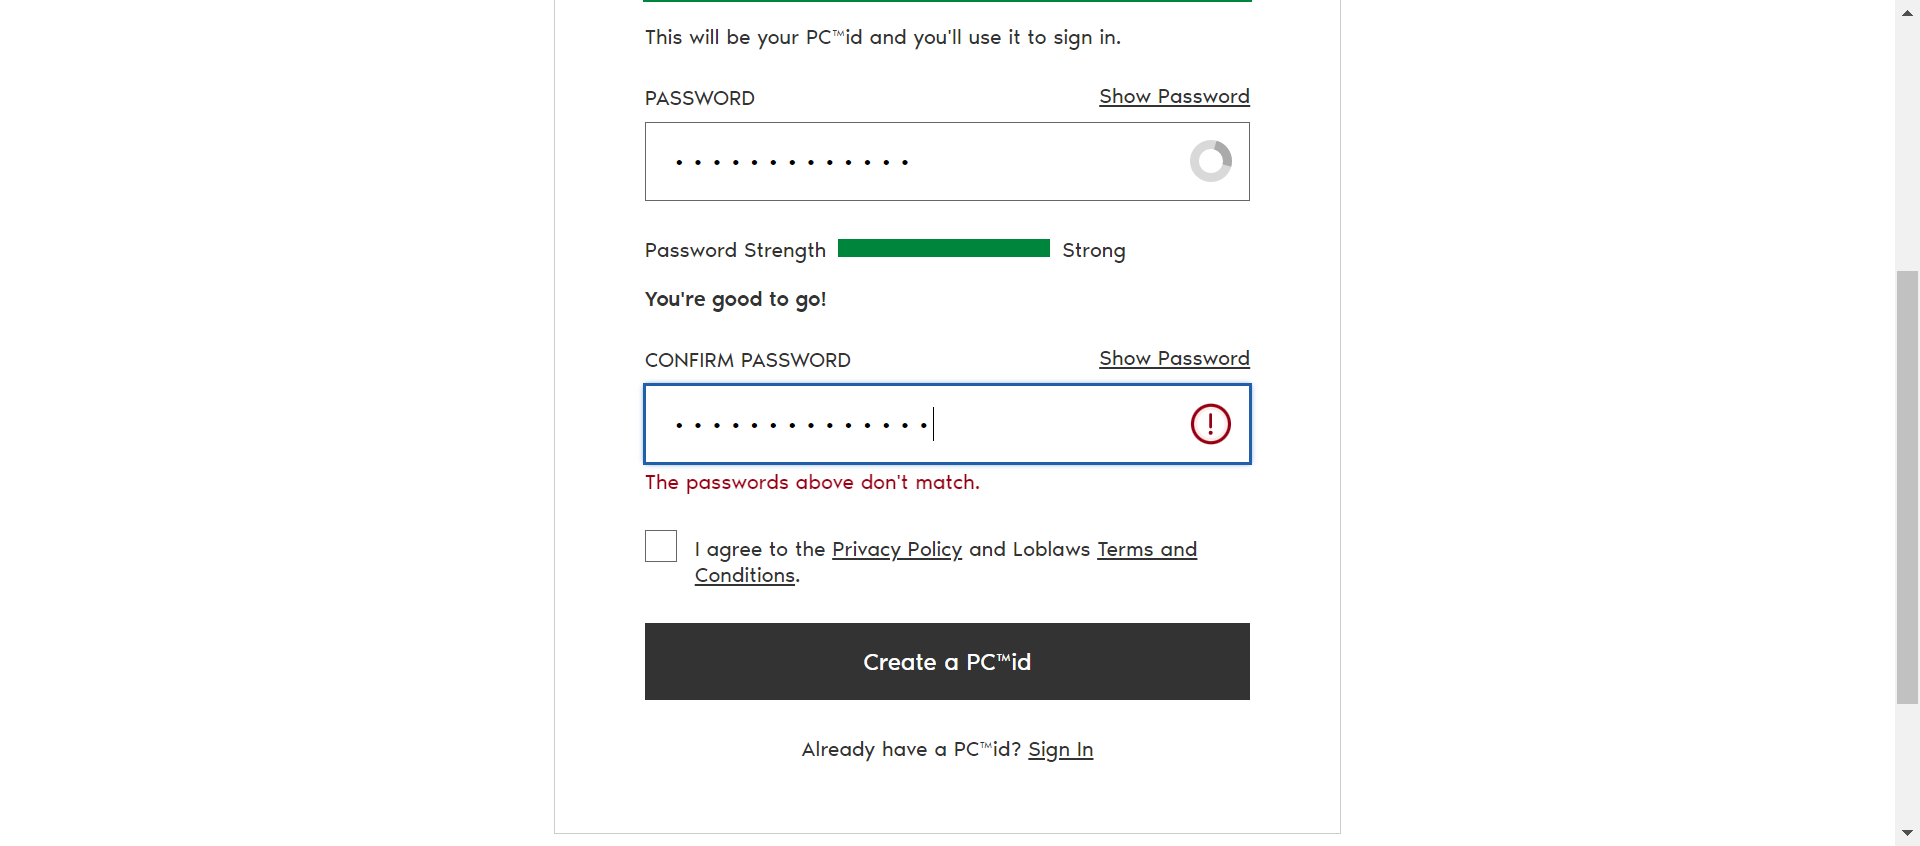 This will be your PC™id and you'll use it to sign in.
PASSWORD
Show Password
•••••••••••••
Password Strength
Strong
You're good to go!
CONFIRM PASSWORD
Show Password
••••••••••••••
The passwords above don't match.
I agree to the Privacy Policy and Loblaws Terms and
Conditions.
Create a PC™id
Already have a PC™id? Sign In